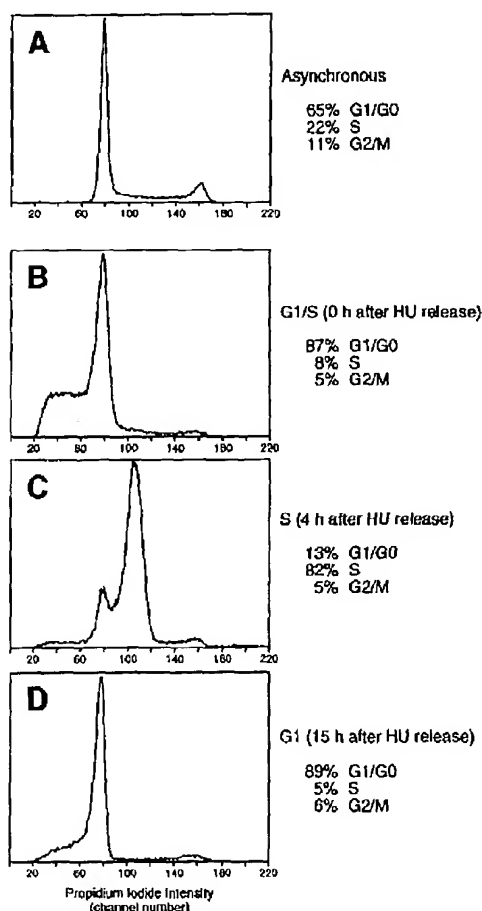 A
Asynchronous
65% G1/G0
22% S
11% G2/M
20 60 100 140 180 220
B
G1/S (0 h after HU release)
87% G1/G0
8% S
5% G2/M
20 60 100 140 180 220
C
S (4 h after HU release)
13% G1/G0
82% S
5% G2/M
20 60 100 140 180 220
D
G1 (15 h after HU release)
89% G1/G0
5% S
6% G2/M
20 60 100 140 180 220
Propidium Iodide Intensity
(channel number)